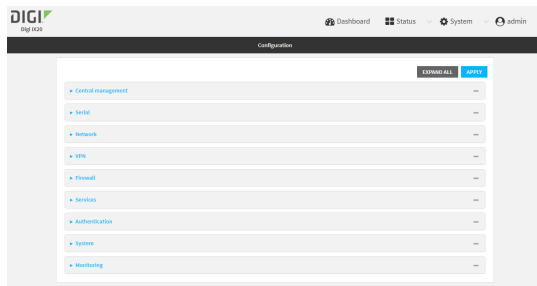 DIGI
Digi IX20
Dashboard
Status
System
admin
Configuration
EXPAND ALL
APPLY
Central management
Serial
Network
VPN
Firewall
Services
Authentication
System
Monitoring